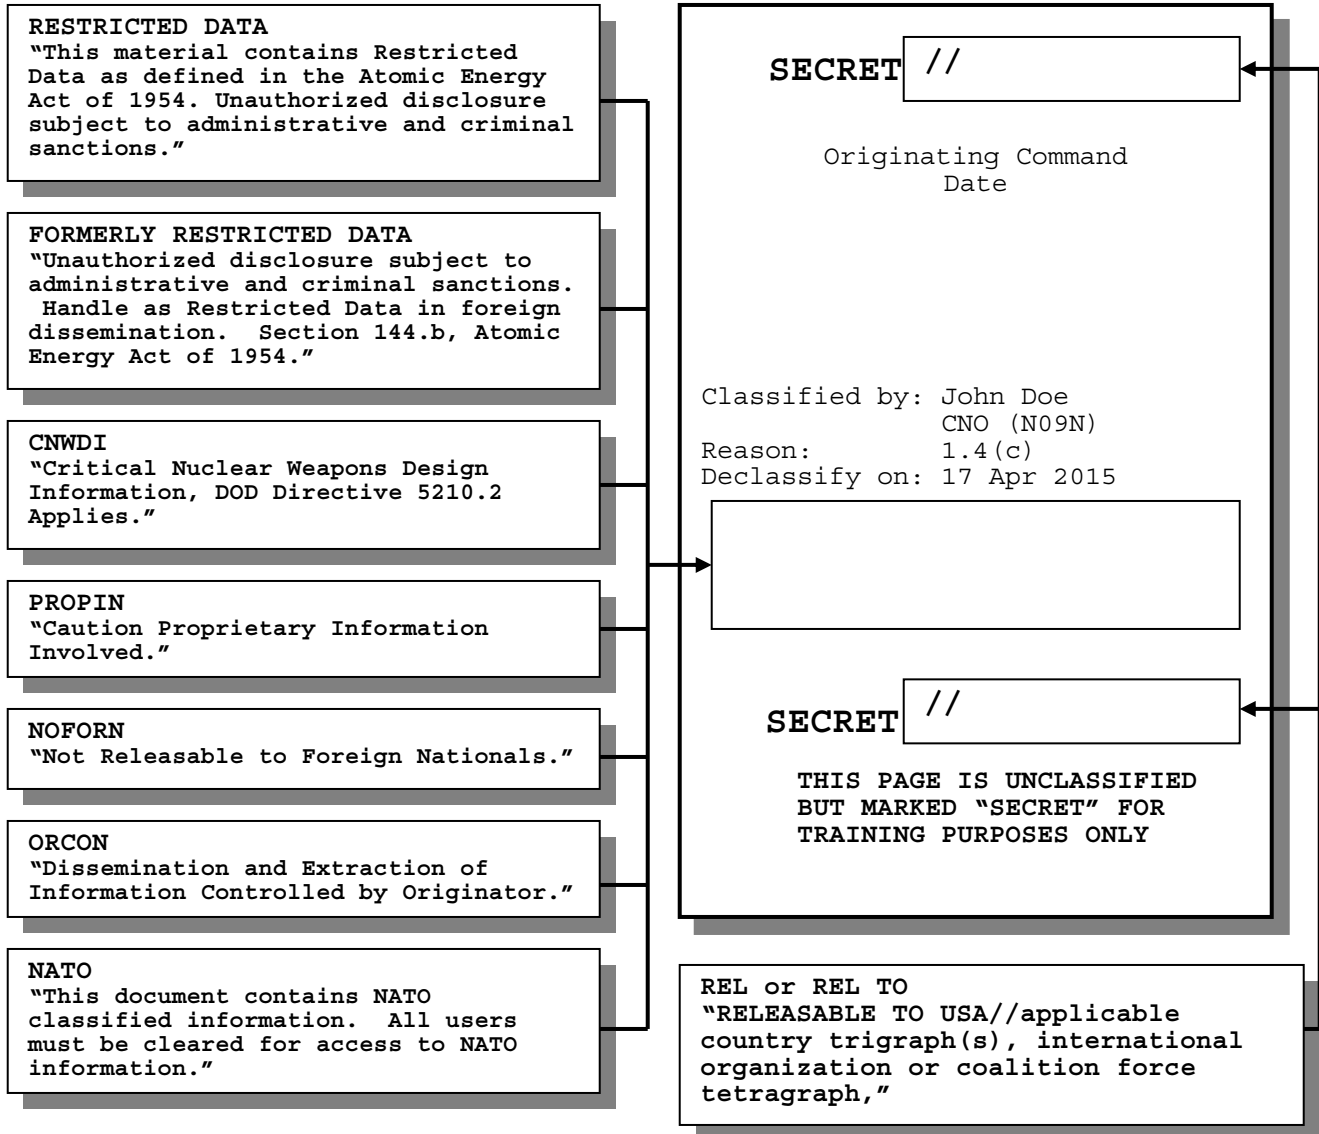 RESTRICTED DATA
“This material contains Restricted
Data as defined in the Atomic Energy
Act of 1954. Unauthorized disclosure
subject to administrative and criminal
sanctions.”
FORMERLY RESTRICTED DATA
“Unauthorized disclosure subject to
administrative and criminal sanctions.
Handle as Restricted Data in foreign
dissemination.  Section 144.b, Atomic
Energy Act of 1954.”
CNWDI
“Critical Nuclear Weapons Design
Information, DOD Directive 5210.2
Applies.”
PROPIN
“Caution Proprietary Information
Involved.”
NOFORN
“Not Releasable to Foreign Nationals.”
ORCON
“Dissemination and Extraction of
Information Controlled by Originator.”
NATO
“This document contains NATO
classified information.  All users
must be cleared for access to NATO
information.”
SECRET //
Originating Command
Date
Classified by: John Doe
CNO (N09N)
Reason: 1.4(c)
Declassify on: 17 Apr 2015
SECRET //
THIS PAGE IS UNCLASSIFIED
BUT MARKED “SECRET” FOR
TRAINING PURPOSES ONLY
REL or REL TO
“RELEASABLE TO USA//applicable
country trigraph(s), international
organization or coalition force
tetragraph,”